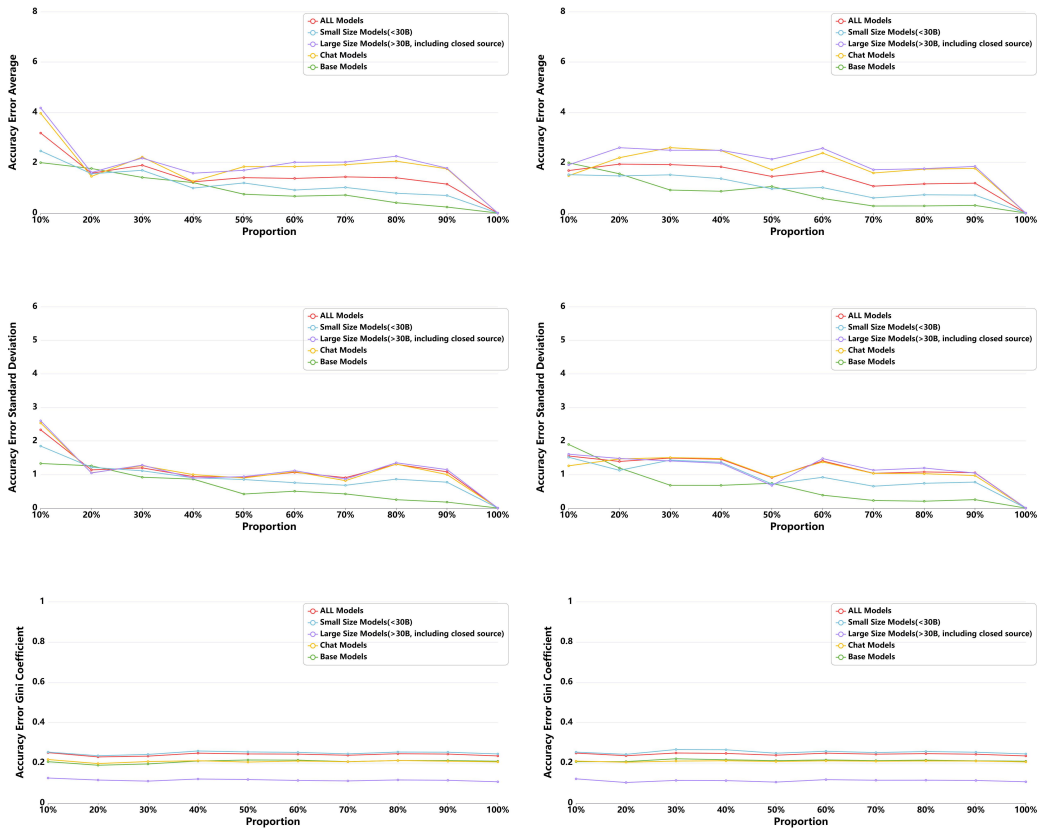 8
6
4
2
0
Accuracy Error Average
ALL Models
Small Size Models(<30B)
Large Size Models(>30B, including closed source)
Chat Models
Base Models
10% 20% 30% 40% 50% 60% 70% 80% 90% 100%
Proportion
8
6
4
2
0
Accuracy Error Average
ALL Models
Small Size Models(<30B)
Large Size Models(>30B, including closed source)
Chat Models
Base Models
10% 20% 30% 40% 50% 60% 70% 80% 90% 100%
Proportion
6
5
4
3
2
1
0
Accuracy Error Standard Deviation
ALL Models
Small Size Models(<30B)
Large Size Models(>30B, including closed source)
Chat Models
Base Models
10% 20% 30% 40% 50% 60% 70% 80% 90% 100%
Proportion
6
5
4
3
2
1
0
Accuracy Error Standard Deviation
ALL Models
Small Size Models(<30B)
Large Size Models(>30B, including closed source)
Chat Models
Base Models
10% 20% 30% 40% 50% 60% 70% 80% 90% 100%
Proportion
1
0.8
0.6
0.4
0.2
0
Accuracy Error Gini Coefficient
ALL Models
Small Size Models(<30B)
Large Size Models(>30B, including closed source)
Chat Models
Base Models
10% 20% 30% 40% 50% 60% 70% 80% 90% 100%
Proportion
1
0.8
0.6
0.4
0.2
0
Accuracy Error Gini Coefficient
ALL Models
Small Size Models(<30B)
Large Size Models(>30B, including closed source)
Chat Models
Base Models
10% 20% 30% 40% 50% 60% 70% 80% 90% 100%
Proportion